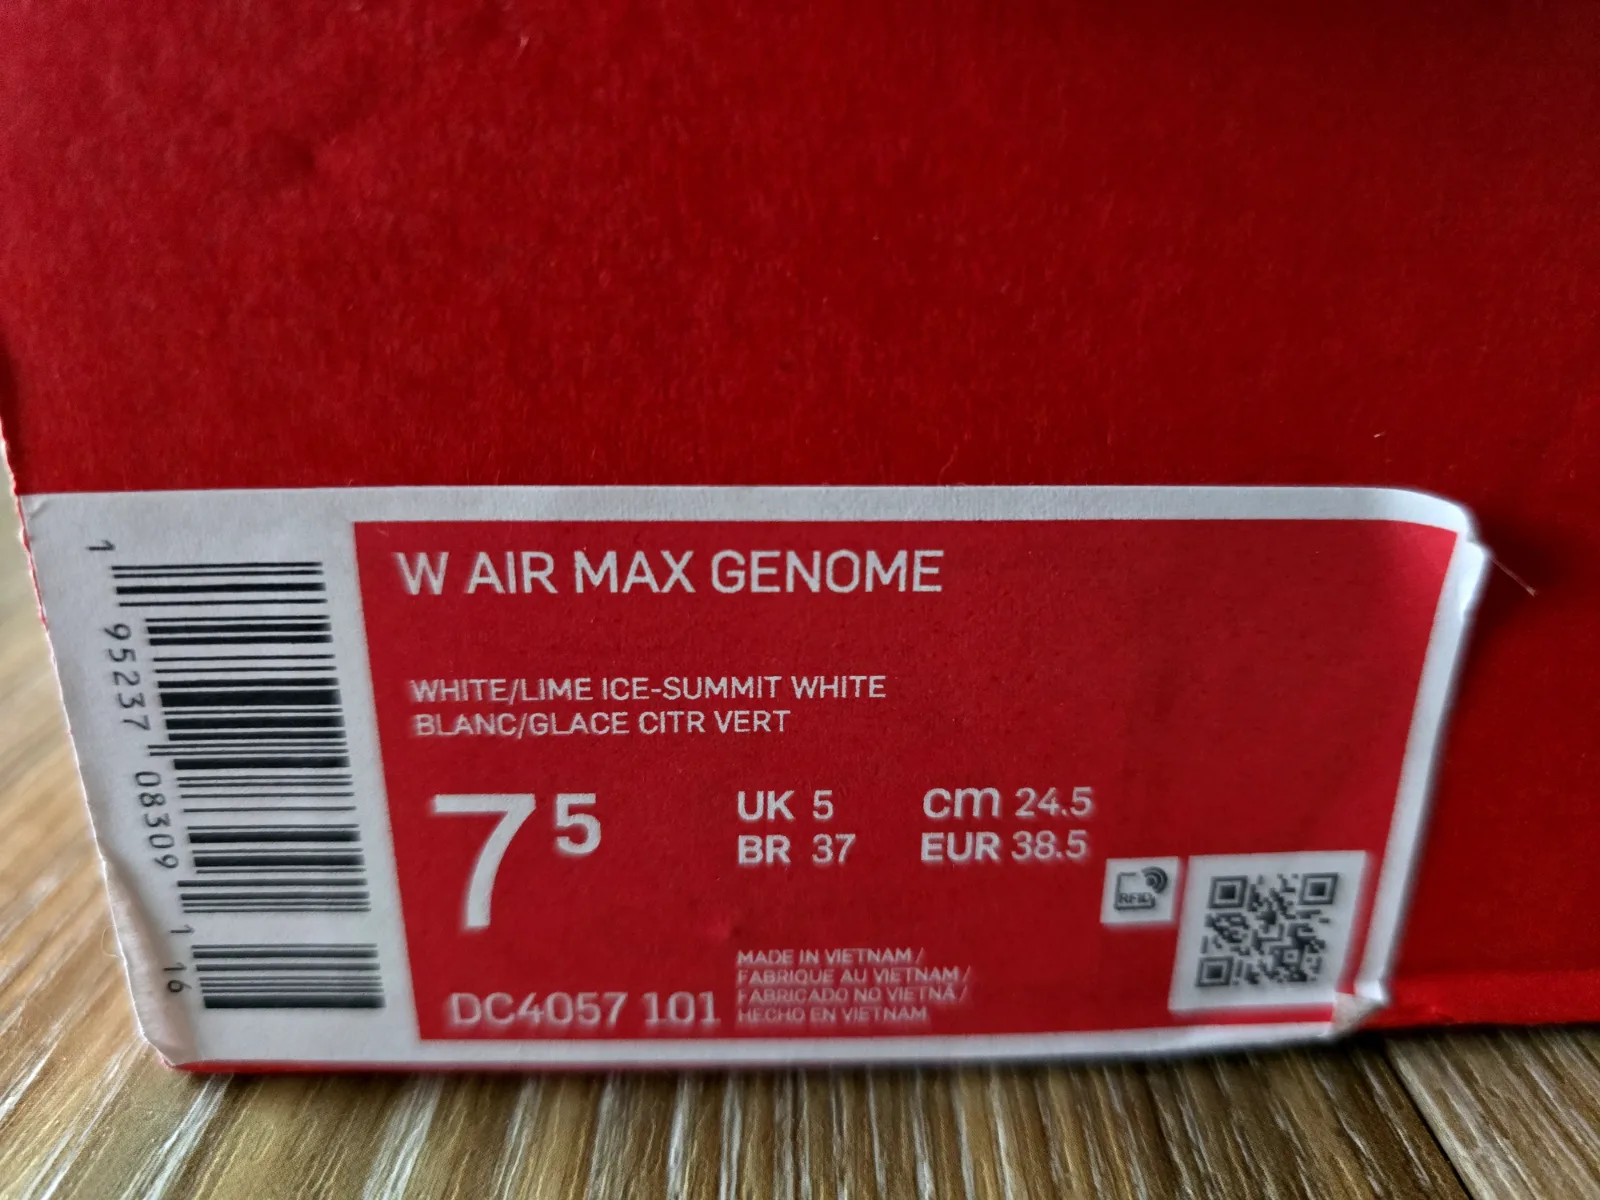 W AIR MAX GENOME
WHITE/LIME ICE-SUMMIT WHITE
BLANC/GLACE CITR VERT
7 5
UK 5 cm 24.5
BR 37 EUR 38.5
RFID
MADE IN VIETNAM /
FABRIQUE AU VIETNAM /
FABRICADO NO VIETNÃ /
HECHO EN VIETNAM
DC4057 101
1 95237 08309 1 16